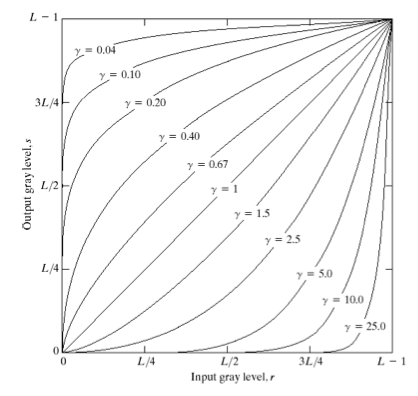 L − 1
γ = 0.04
γ = 0.10
3L/4
γ = 0.20
γ = 0.40
γ = 0.67
Output gray level, s
L/2
γ = 1
γ = 1.5
γ = 2.5
L/4
γ = 5.0
γ = 10.0
γ = 25.0
0
0
L/4
L/2
3L/4
L − 1
Input gray level, r